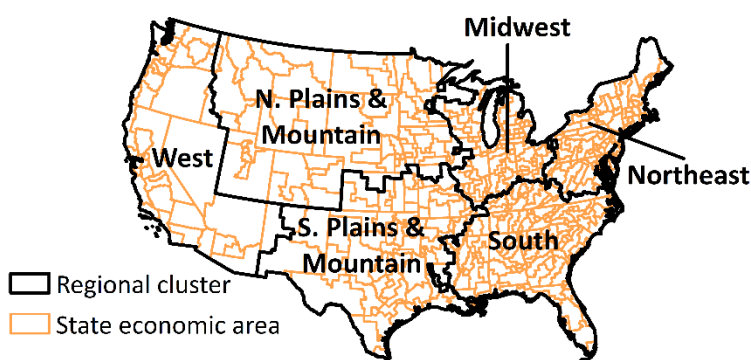 Midwest
N. Plains &
Mountain
West
Northeast
S. Plains &
Mountain
South
Regional cluster
State economic area